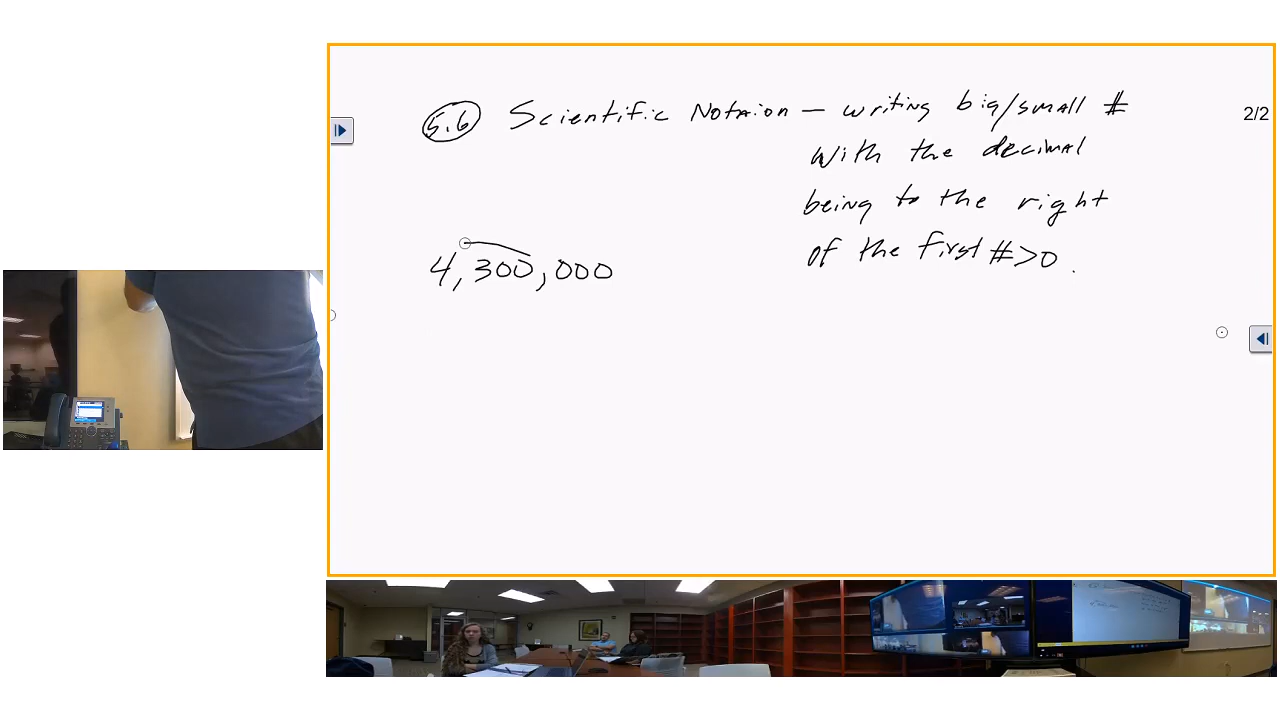 5.6 Scientific Notaion – writing big/small #
2/2
with the decimal
being to the right
of the first # > 0.
4,300,000